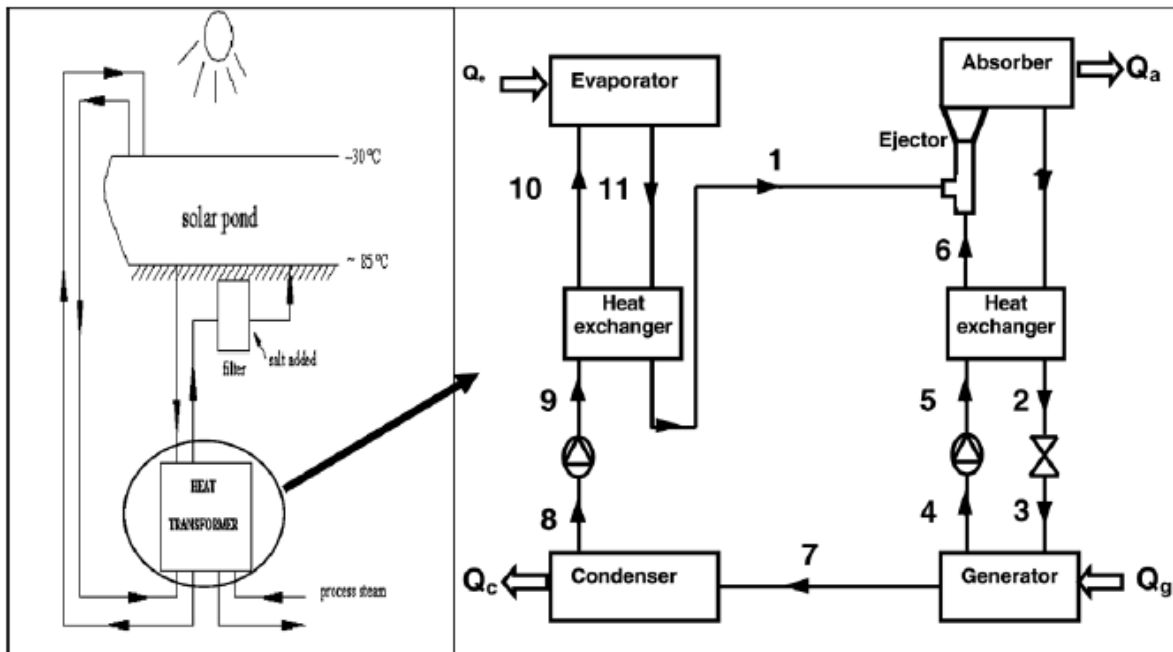 ~30 °C
solar pond
~ 85 °C
filter
salt added
HEAT
TRANSFORMER
process steam
Qe
Evaporator
Absorber
Qa
Ejector
1
10
11
6
Heat
exchanger
Heat
exchanger
9
5
2
8
4
3
7
Qc
Condenser
Generator
Qg